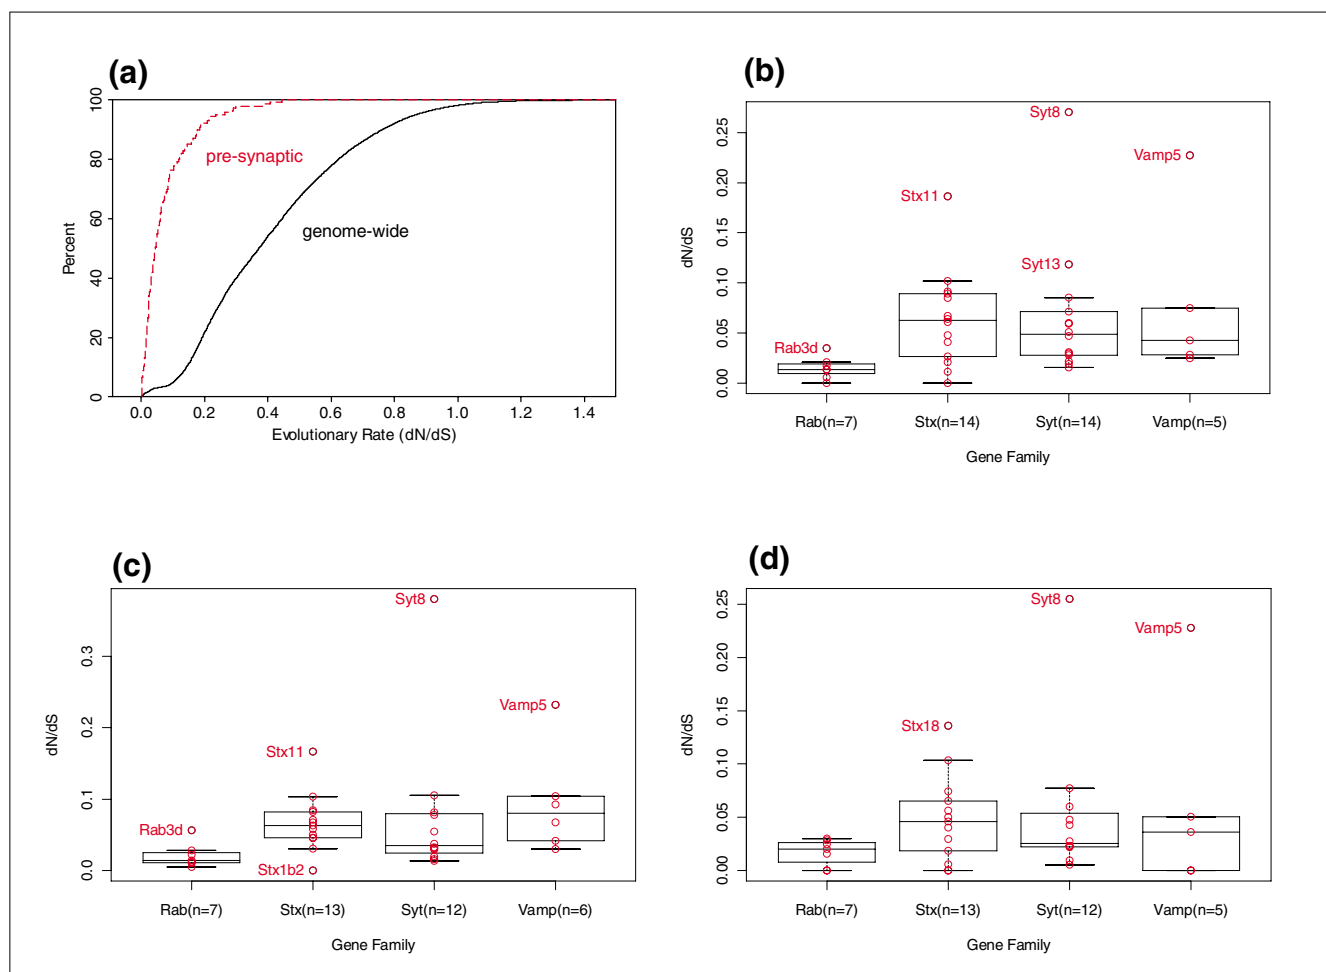 (a)
100
80
60
40
20
0
Percent
pre-synaptic
genome-wide
0.0 0.2 0.4 0.6 0.8 1.0 1.2 1.4
Evolutionary Rate (dN/dS)
(b)
0.25
0.20
0.15
0.10
0.05
0.00
dN/dS
Syt8
Vamp5
Stx11
Syt13
Rab3d
Rab(n=7) Stx(n=14) Syt(n=14) Vamp(n=5)
Gene Family
(c)
0.3
0.2
0.1
0.0
dN/dS
Syt8
Vamp5
Stx11
Rab3d
Stx1b2
Rab(n=7) Stx(n=13) Syt(n=12) Vamp(n=6)
Gene Family
(d)
0.25
0.20
0.15
0.10
0.05
0.00
dN/dS
Syt8
Vamp5
Stx18
Rab(n=7) Stx(n=13) Syt(n=12) Vamp(n=5)
Gene Family